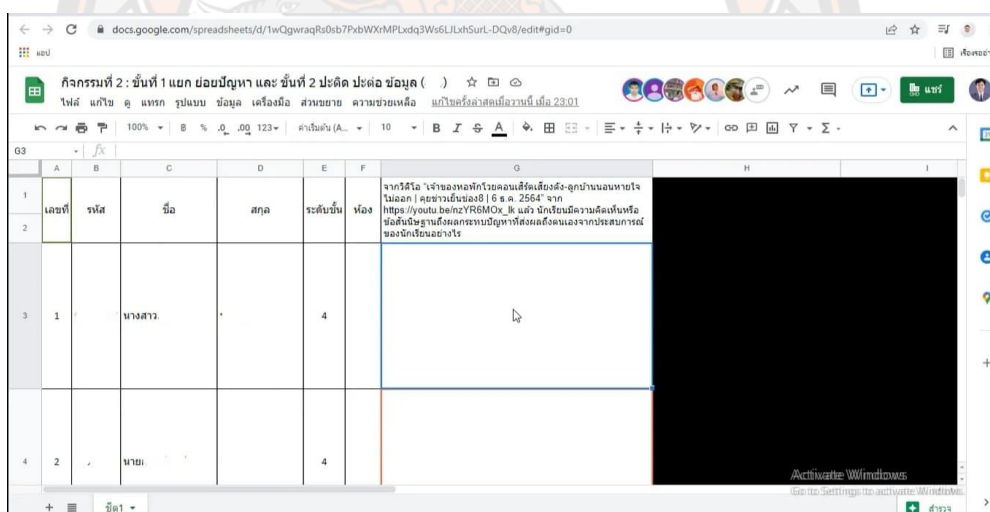 docs.google.com/spreadsheets/d/1wQgwraqRs0sb7PxbWXrMPLxdq3Ws6LJLxhSurL-DQv8/edit#gid=0
แอป
กิจกรรมที่ 2 : ขั้นที่ 1 แยก ย่อยปัญหา และ ขั้นที่ 2 ปะติด ปะต่อ ข้อมูล ( .)
ไฟล์ แก้ไข ดู แทรก รูปแบบ ข้อมูล เครื่องมือ ส่วนขยาย ความช่วยเหลือ แก้ไขครั้งล่าสุดเมื่อวานนี้ เมื่อ 23:01
แชร์
100% B % .0 .00 123 ค่าเริ่มต้น (A... 10 B I S A
G3 fx
A B C D E F G H I
1
2
เลขที่ รหัส ชื่อ สกุล ระดับชั้น ห้อง
จากวิดีโอ "เจ้าของหอพักโวยคอนเสิร์ตเสียงดัง-ลูกบ้านนอนหายใจ
ไม่ออก | คุยข่าวเย็นช่อง8 | 6 ธ.ค. 2564" จาก
https://youtu.be/nzYR6MOx_lk แล้ว นักเรียนมีความคิดเห็นหรือ
ข้อสันนิษฐานถึงผลกระทบปัญหาที่ส่งผลถึงตนเองจากประสบการณ์
ของนักเรียนอย่างไร
3 1 นางสาว 4
4 2 นาย 4
Activate Windows
Go to Settings to activate Windows.
ชีต1
สำรวจ